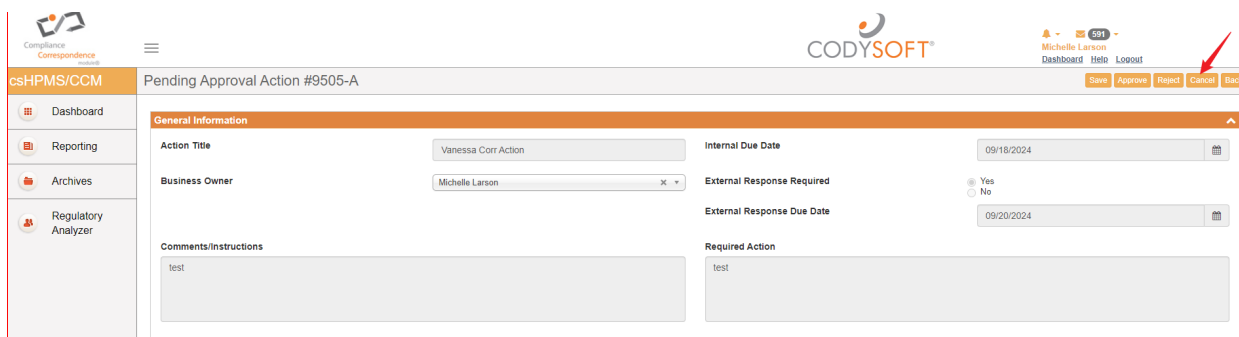 Compliance
Correspondence
module®
CODYSOFT®
591
Michelle Larson
Dashboard Help Logout
csHPMS/CCM
Pending Approval Action #9505-A
Save Approve Reject Cancel Bac
Dashboard
Reporting
Archives
Regulatory
Analyzer
General Information
Action Title
Vanessa Corr Action
Internal Due Date
09/18/2024
Business Owner
Michelle Larson
External Response Required
Yes
No
External Response Due Date
09/20/2024
Comments/Instructions
test
Required Action
test